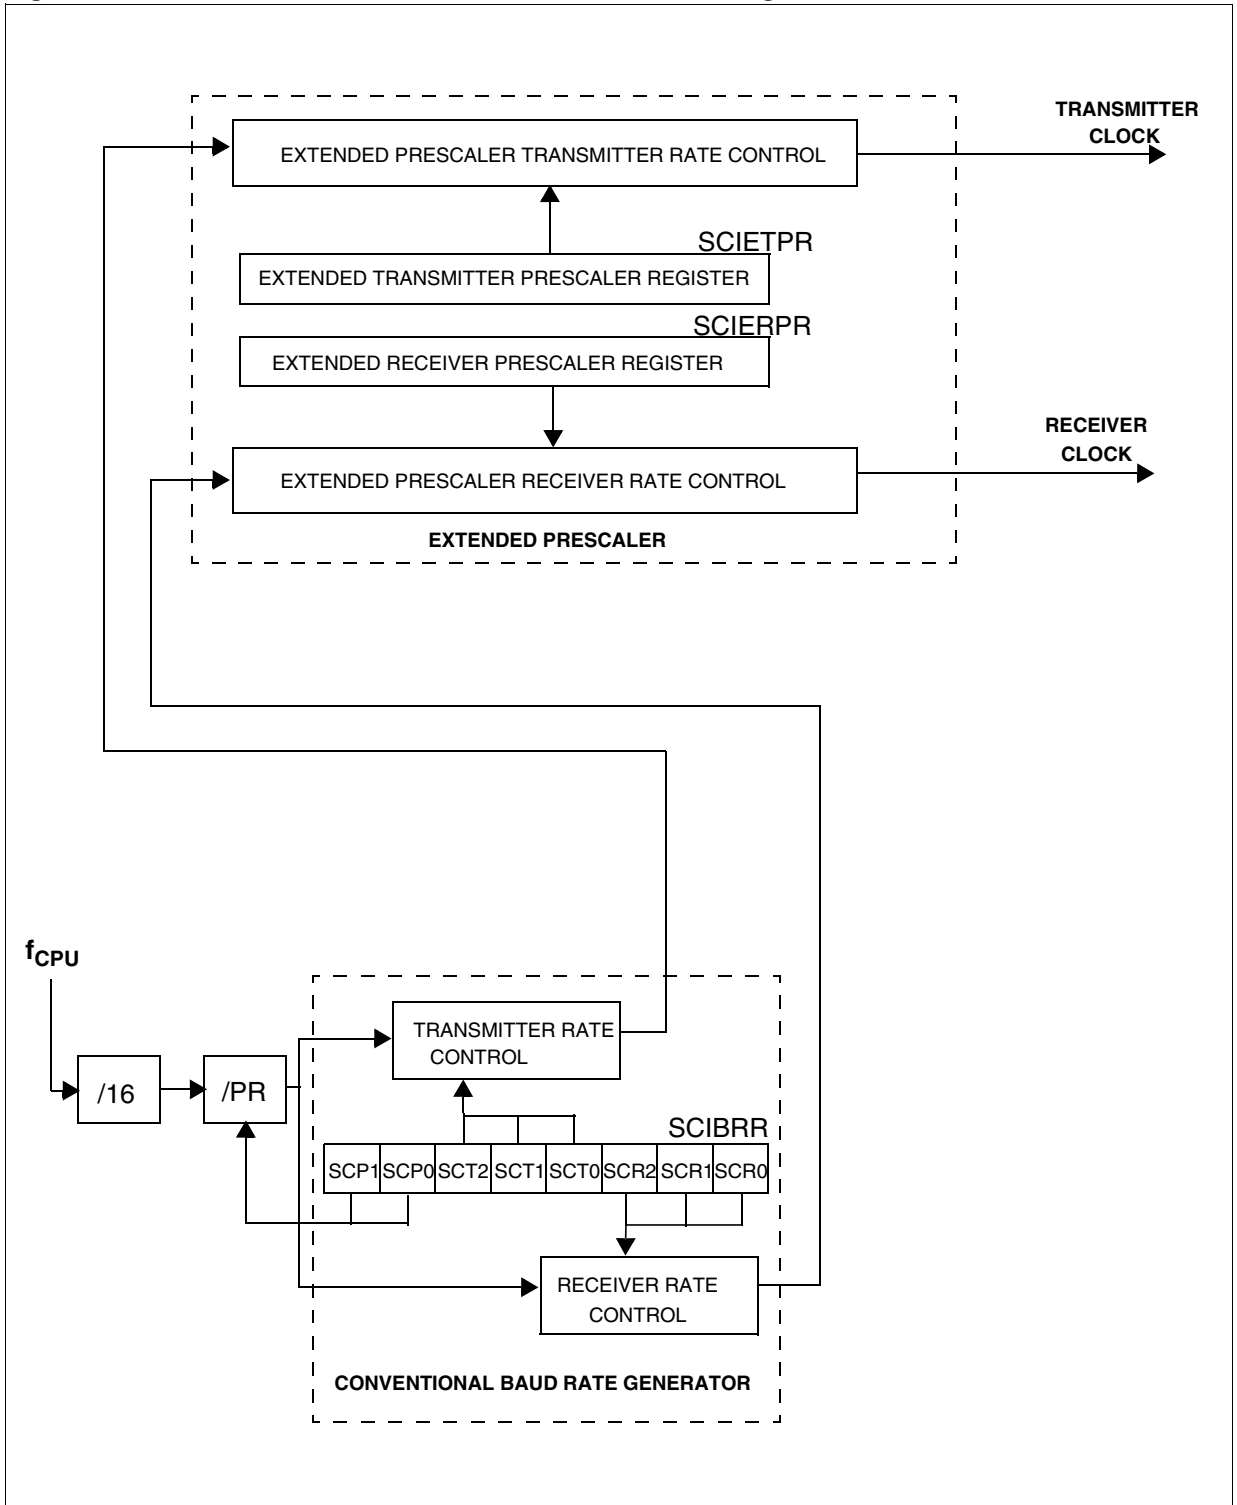 TRANSMITTER
CLOCK
EXTENDED PRESCALER TRANSMITTER RATE CONTROL
SCIETPR
EXTENDED TRANSMITTER PRESCALER REGISTER
SCIERPR
EXTENDED RECEIVER PRESCALER REGISTER
RECEIVER
CLOCK
EXTENDED PRESCALER RECEIVER RATE CONTROL
EXTENDED PRESCALER
fCPU
TRANSMITTER RATE
CONTROL
/16
/PR
SCIBRR
SCP1 SCP0 SCT2 SCT1 SCT0 SCR2 SCR1 SCR0
RECEIVER RATE
CONTROL
CONVENTIONAL BAUD RATE GENERATOR